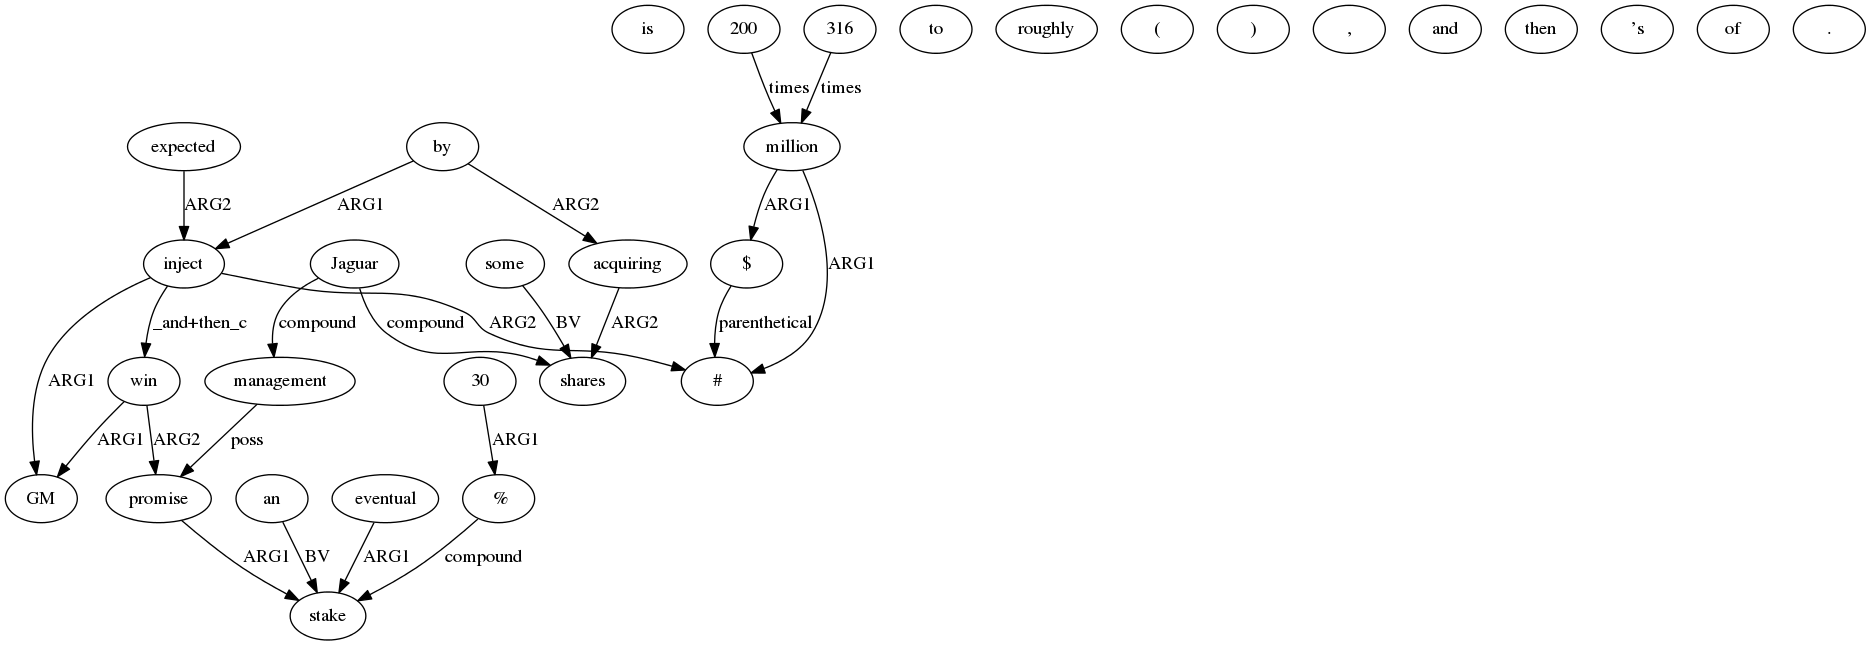 is 200 316 to roughly ( ) , and then ’s of .
times times
expected by million
ARG2 ARG1 ARG2 ARG1 ARG1
inject Jaguar some acquiring $
_and+then_c compound compound ARG2 BV ARG2 parenthetical
ARG1 win management 30 shares #
ARG1 ARG2 poss ARG1
GM promise an eventual %
ARG1 BV ARG1 compound
stake